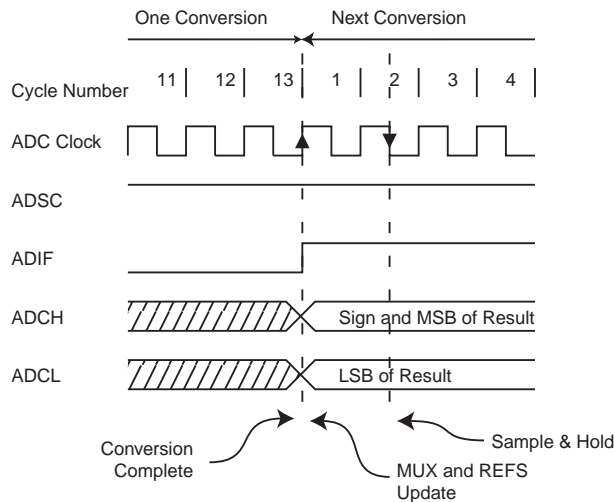 One Conversion
Next Conversion
Cycle Number
11
12
13
1
2
3
4
ADC Clock
ADSC
ADIF
ADCH
Sign and MSB of Result
ADCL
LSB of Result
Conversion
Complete
MUX and REFS
Update
Sample & Hold